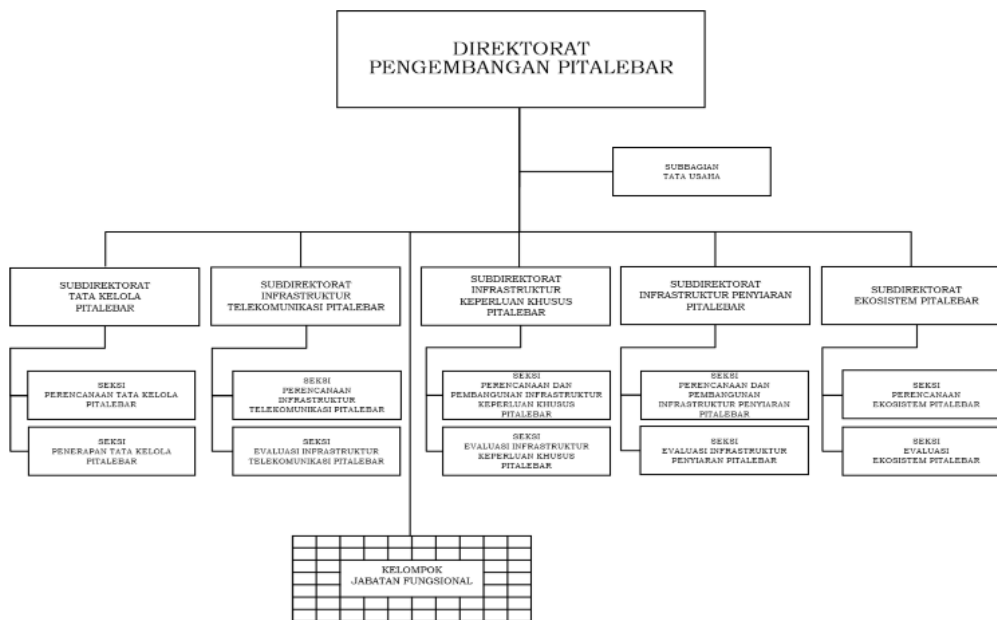 DIREKTORAT
PENGEMBANGAN PITALEBAR
SUBBAGIAN
TATA USAHA
SUBDIREKTORAT
TATA KELOLA
PITALEBAR
SUBDIREKTORAT
INFRASTRUKTUR
TELEKOMUNIKASI PITALEBAR
SUBDIREKTORAT
INFRASTRUKTUR
KEPERLUAN KHUSUS
PITALEBAR
SUBDIREKTORAT
INFRASTRUKTUR PENYIARAN
PITALEBAR
SUBDIREKTORAT
EKOSISTEM PITALEBAR
SEKSI
PERENCANAAN TATA KELOLA
PITALEBAR
SEKSI
PERENCANAAN
INFRASTRUKTUR
TELEKOMUNIKASI PITALEBAR
SEKSI
PERENCANAAN DAN
PEMBANGUNAN INFRASTRUKTUR
KEPERLUAN KHUSUS
PITALEBAR
SEKSI
PERENCANAAN DAN
PEMBANGUNAN
INFRASTRUKTUR PENYIARAN
PITALEBAR
SEKSI
PERENCANAAN
EKOSISTEM PITALEBAR
SEKSI
PENERAPAN TATA KELOLA
PITALEBAR
SEKSI
EVALUASI INFRASTRUKTUR
TELEKOMUNIKASI PITALEBAR
SEKSI
EVALUASI INFRASTRUKTUR
KEPERLUAN KHUSUS
PITALEBAR
SEKSI
EVALUASI INFRASTRUKTUR
PENYIARAN PITALEBAR
SEKSI
EVALUASI
EKOSISTEM PITALEBAR
KELOMPOK
JABATAN FUNGSIONAL